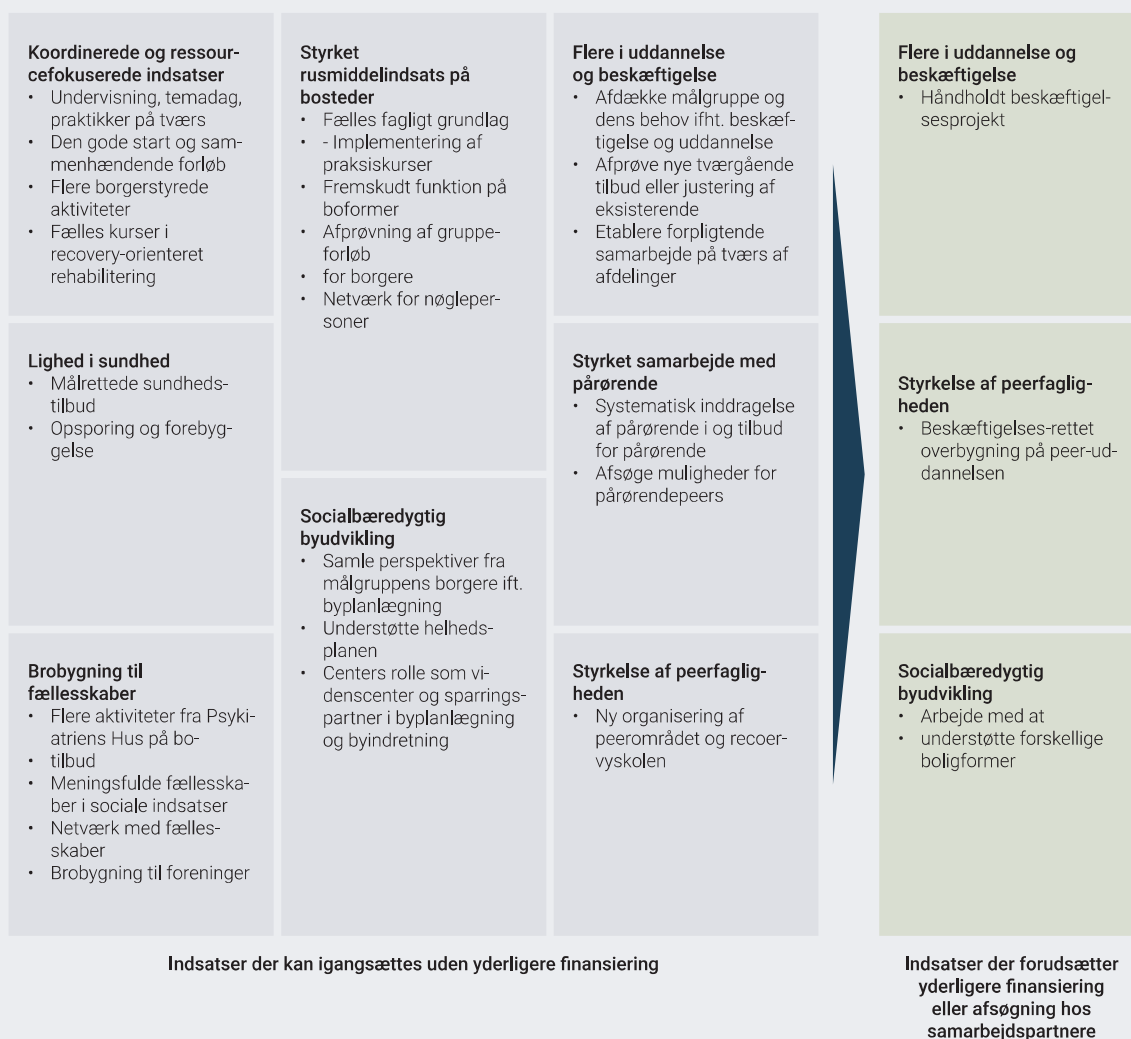 Koordinerede og ressour-
cefokuserede indsatser
• Undervisning, temadag,
praktikker på tværs
• Den gode start og sam-
menhængende forløb
• Flere borgerstyrede
aktiviteter
• Fælles kurser i
recovery-orienteret
rehabilitering
Lighed i sundhed
• Målrettede sundheds-
tilbud
• Opsporing og forebyg-
gelse
Brobygning til
fællesskaber
• Flere aktiviteter fra Psyki-
atriens Hus på bo-
• tilbud
• Meningsfulde fællesska-
ber i sociale indsatser
• Netværk med fælles-
skaber
• Brobygning til foreninger
Styrket
rusmiddelindsats på
bosteder
• Fælles fagligt grundlag
• - Implementering af
praksiskurser
• Fremskudt funktion på
boformer
• Afprøvning af gruppe-
forløb
• for borgere
• Netværk for nøgleper-
soner
Socialbæredygtig
byudvikling
• Samle perspektiver fra
målgruppens borgere ift.
byplanlægning
• Understøtte helheds-
planen
• Centers rolle som vi-
denscenter og sparrings-
partner i byplanlægning
og byindretning
Flere i uddannelse
og beskæftigelse
• Afdække målgruppe og
dens behov ifht. beskæf-
tigelse og uddannelse
• Afprøve nye tværgående
tilbud eller justering af
eksisterende
• Etablere forpligtende
samarbejde på tværs af
afdelinger
Styrket samarbejde med
pårørende
• Systematisk inddragelse
af pårørende i og tilbud
for pårørende
• Afsøge muligheder for
pårørendepeers
Styrkelse af peerfaglig-
heden
• Ny organisering af
peerområdet og recoer-
vyskolen
Indsatser der kan igangsættes uden yderligere finansiering
Flere i uddannelse og
beskæftigelse
• Håndholdt beskæftigel-
sesprojekt
Styrkelse af peerfaglig-
heden
• Beskæftigelses-rettet
overbygning på peer-ud-
dannelsen
Socialbæredygtig
byudvikling
• Arbejde med at
• understøtte forskellige
boligformer
Indsatser der forudsætter
yderligere finansiering
eller afsøgning hos
samarbejdspartnere